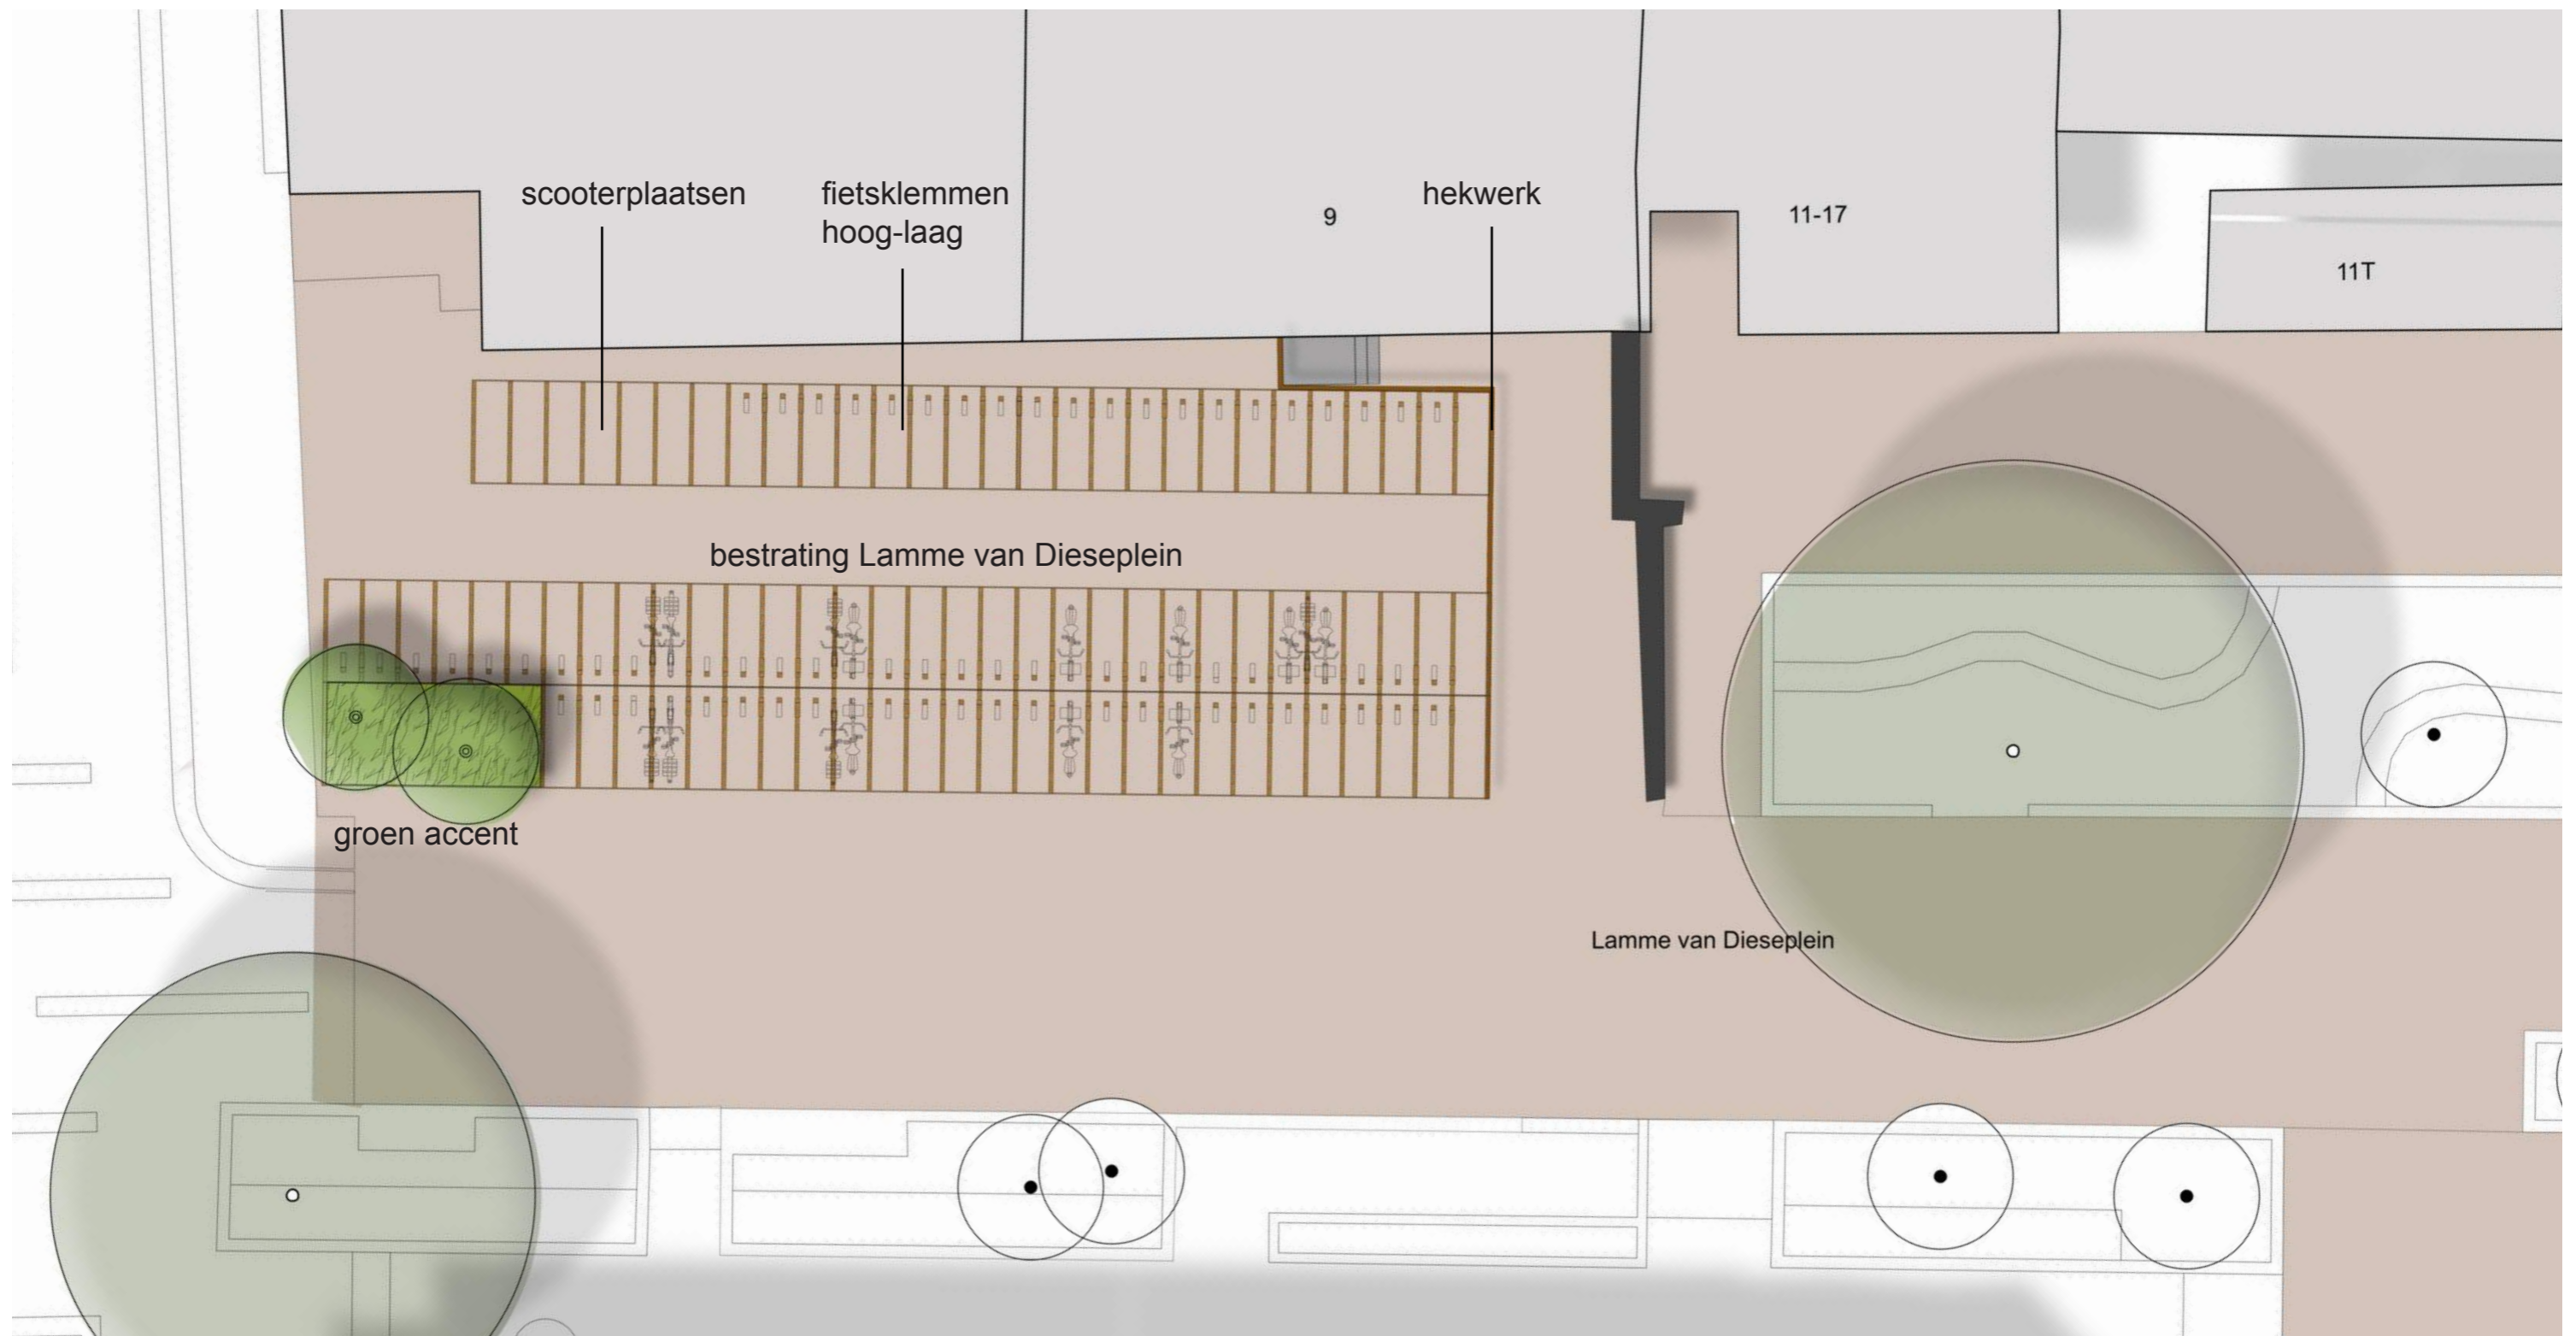 scooterplaatsen
fietsklemmen
hoog-laag
hekwerk
9
11-17
11T
bestrating Lamme van Dieseplein
groen accent
Lamme van Dieseplein